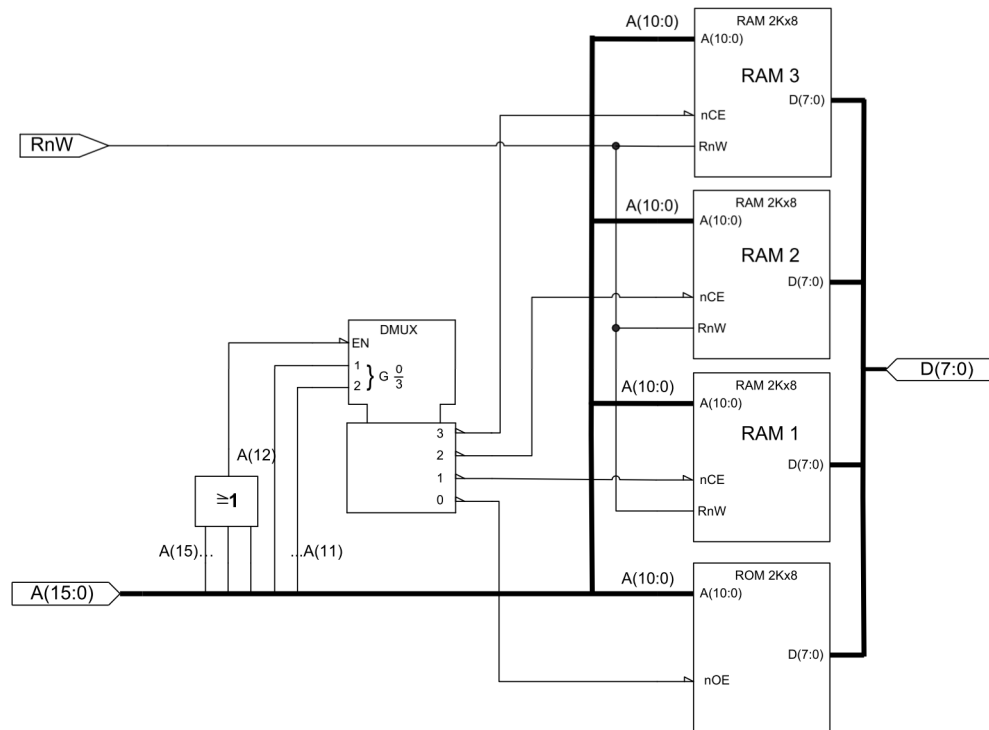 A(10:0)
RAM 2Kx8
A(10:0)
RAM 3
D(7:0)
nCE
RnW
RnW
A(10:0)
RAM 2Kx8
A(10:0)
RAM 2
D(7:0)
nCE
RnW
DMUX
EN
1
2
} G 0/3
3
2
1
0
A(10:0)
RAM 2Kx8
A(10:0)
RAM 1
D(7:0)
nCE
RnW
D(7:0)
A(12)
≥1
A(15)...
...A(11)
A(15:0)
A(10:0)
ROM 2Kx8
A(10:0)
D(7:0)
nOE